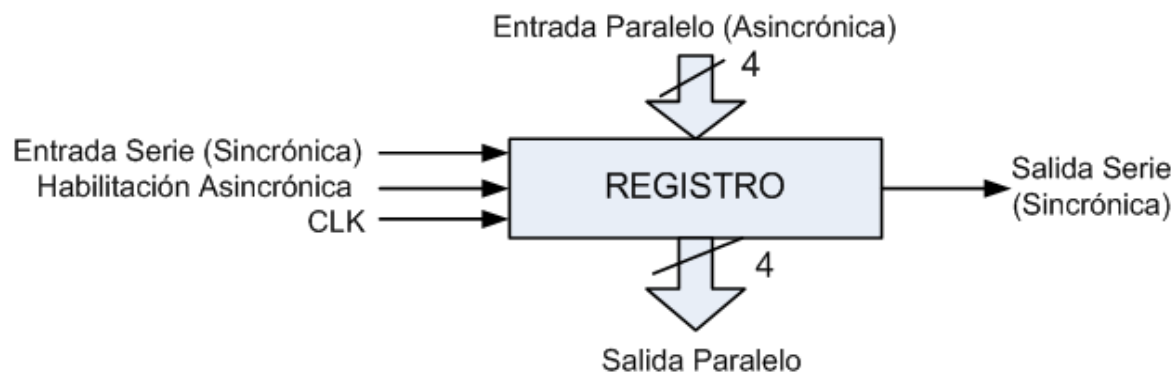 Entrada Paralelo (Asincrónica)
4
Entrada Serie (Sincrónica)
Habilitación Asincrónica
CLK
REGISTRO
Salida Serie
(Sincrónica)
4
Salida Paralelo